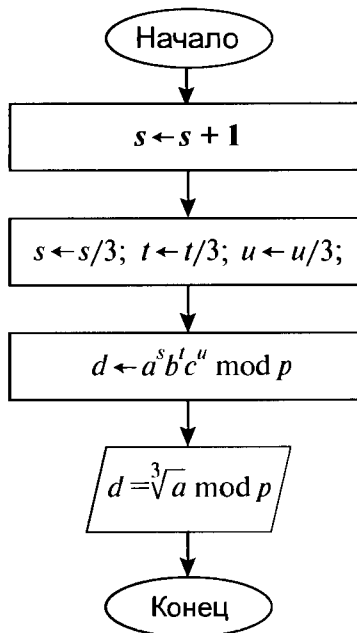 Начало
s ← s + 1
s ← s/3; t ← t/3; u ← u/3;
d ← a^s b^t c^u mod p
d = ∛a mod p
Конец